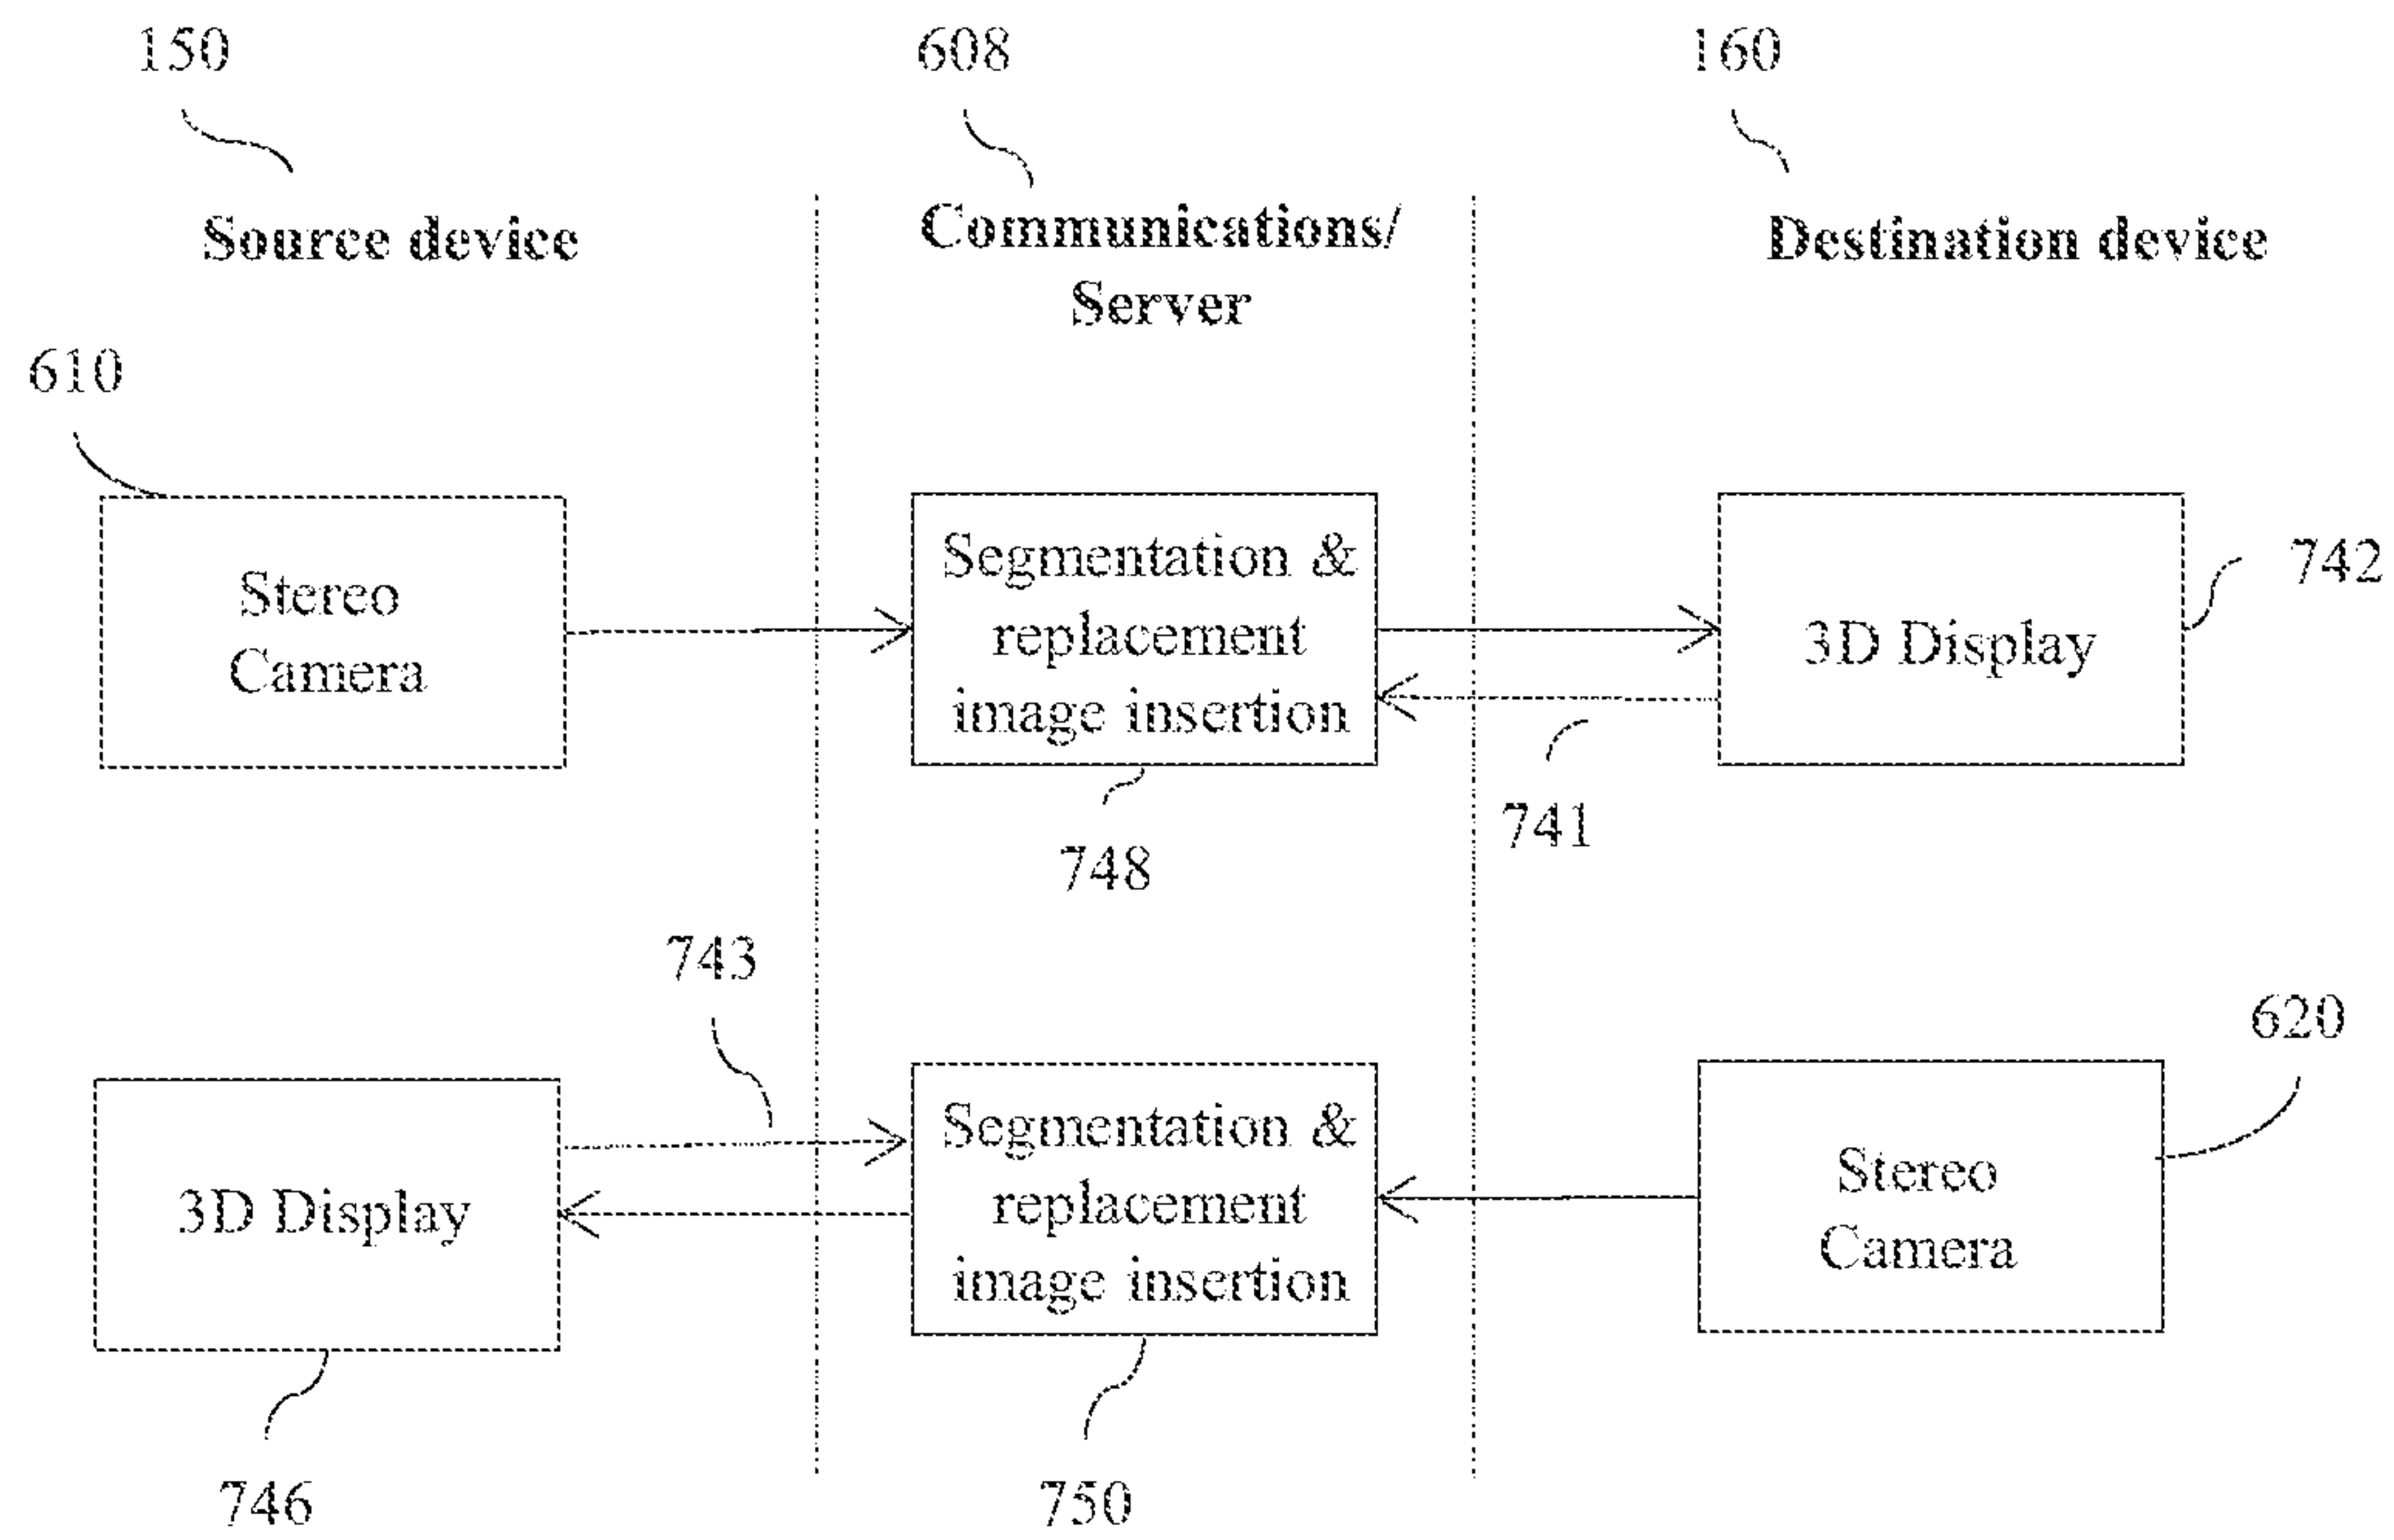 150
608
160
Source device
Communications/
Server
Destination device
610
Stereo
Camera
Segmentation &
replacement
image insertion
3D Display
742
741
748
743
620
3D Display
Segmentation &
replacement
image insertion
Stereo
Camera
746
750